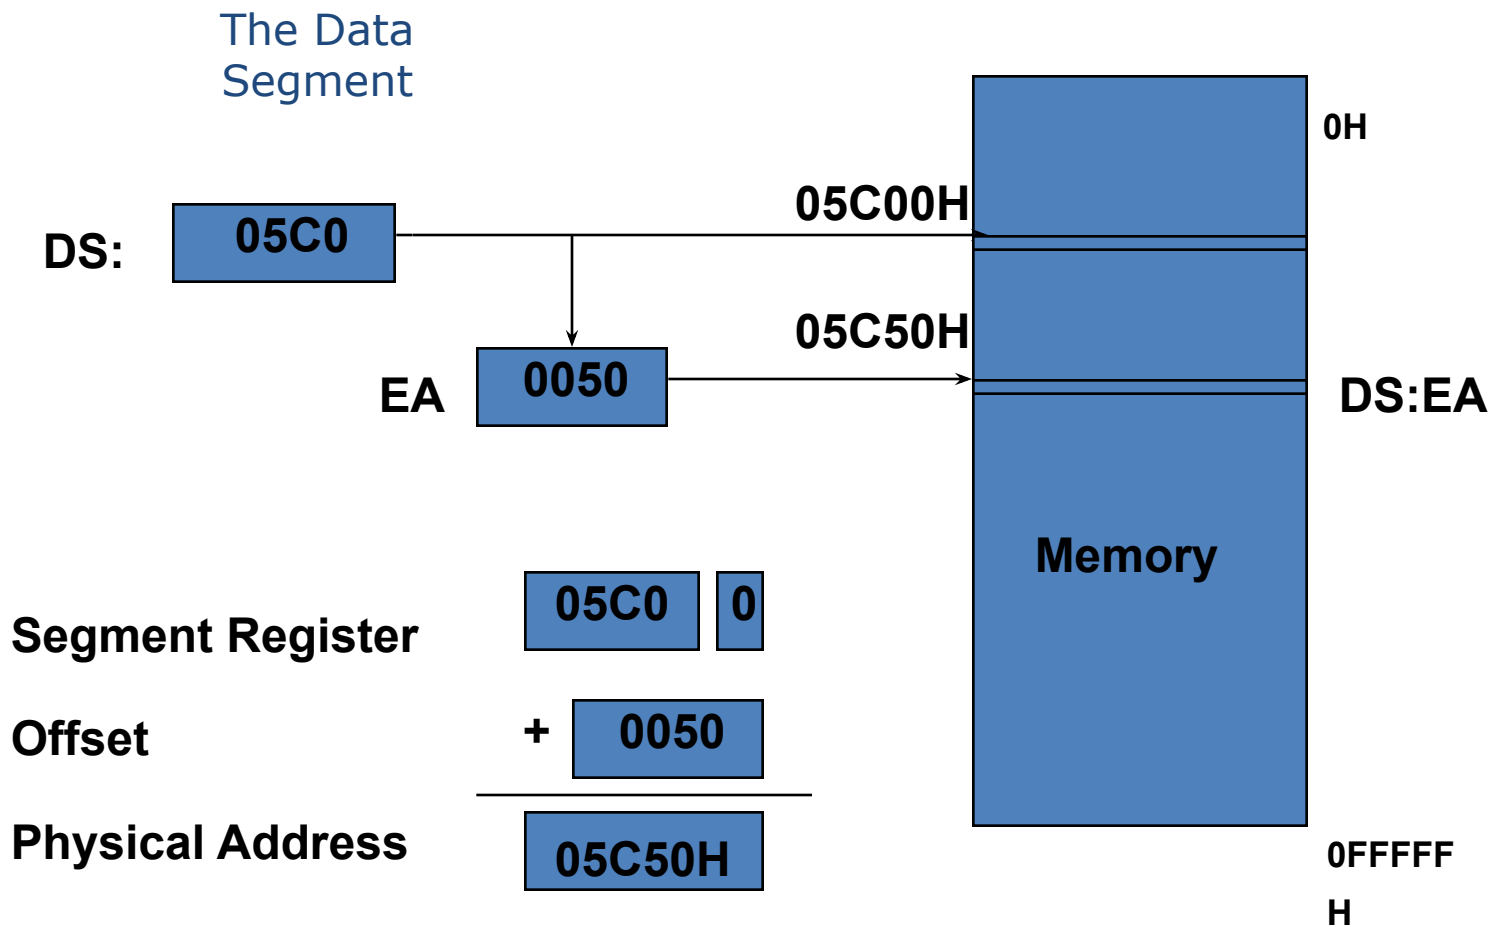 The Data
Segment
0H
05C00H
DS:
05C0
05C50H
EA
0050
DS:EA
Memory
Segment Register
05C0
0
Offset
+
0050
Physical Address
05C50H
0FFFFF
H